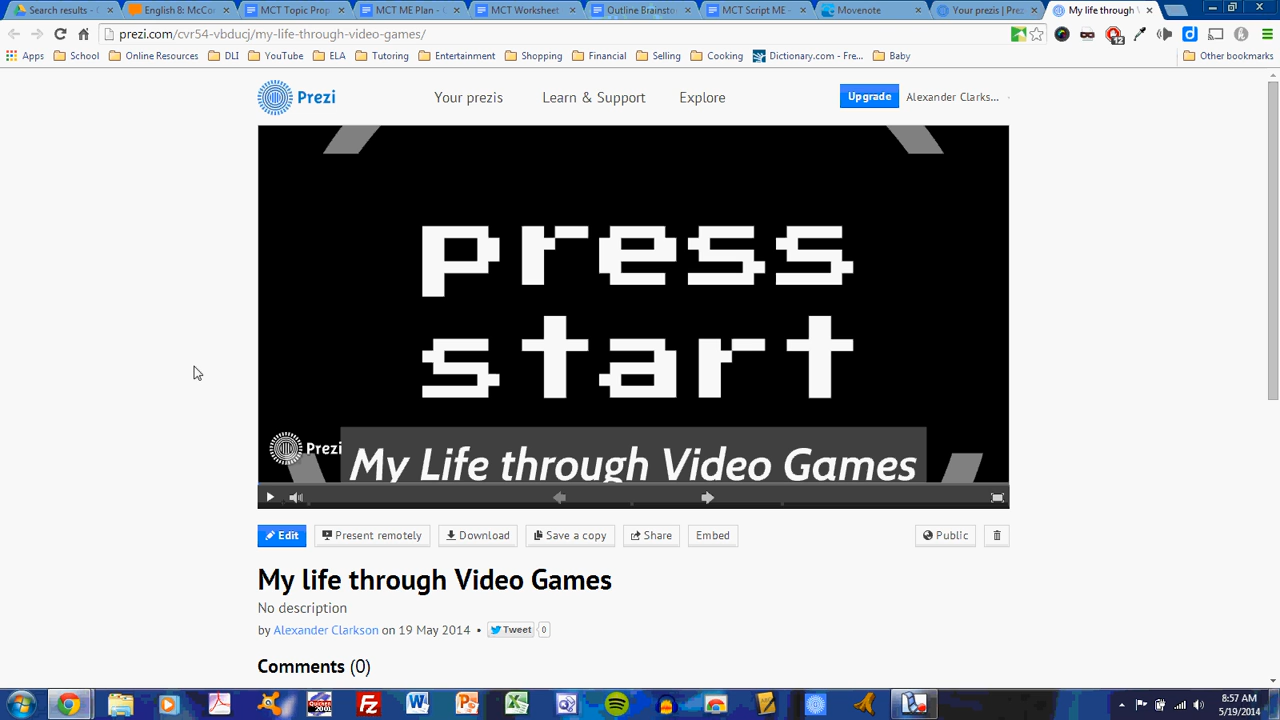 Search results -
English 8: McCo
MCT Topic Prop
MCT ME Plan -
MCT Worksheet
Outline Brainsto
MCT Script ME -
Movenote
Your prezis | Prez
My life through V
prezi.com/cvr54-vbducj/my-life-through-video-games/
12
Apps School Online Resources DLI YouTube ELA Tutoring Entertainment Shopping Financial Selling Cooking Dictionary.com - Fre... Baby Other bookmarks
Prezi Your prezis Learn & Support Explore Upgrade Alexander Clarks...
press
start
Prezi
My Life through Video Games
Edit Present remotely Download Save a copy Share Embed Public
My life through Video Games
No description
by Alexander Clarkson on 19 May 2014 • Tweet 0
Comments (0)
8:57 AM
5/19/2014